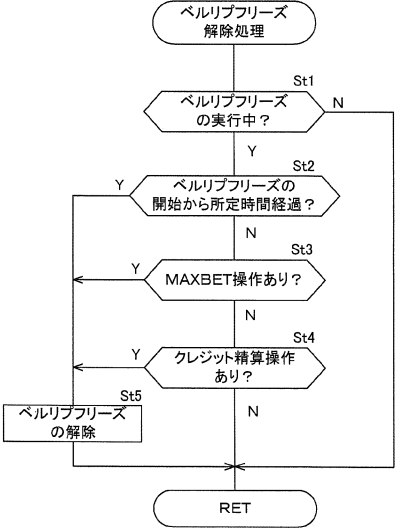 ベルリプフリーズ
解除処理
St1
ベルリプフリーズ
の実行中？
N
Y
St2
Y
ベルリプフリーズの
開始から所定時間経過？
N
St3
Y
MAXBET操作あり？
N
St4
Y
クレジット精算操作
あり？
St5
N
ベルリプフリーズ
の解除
RET